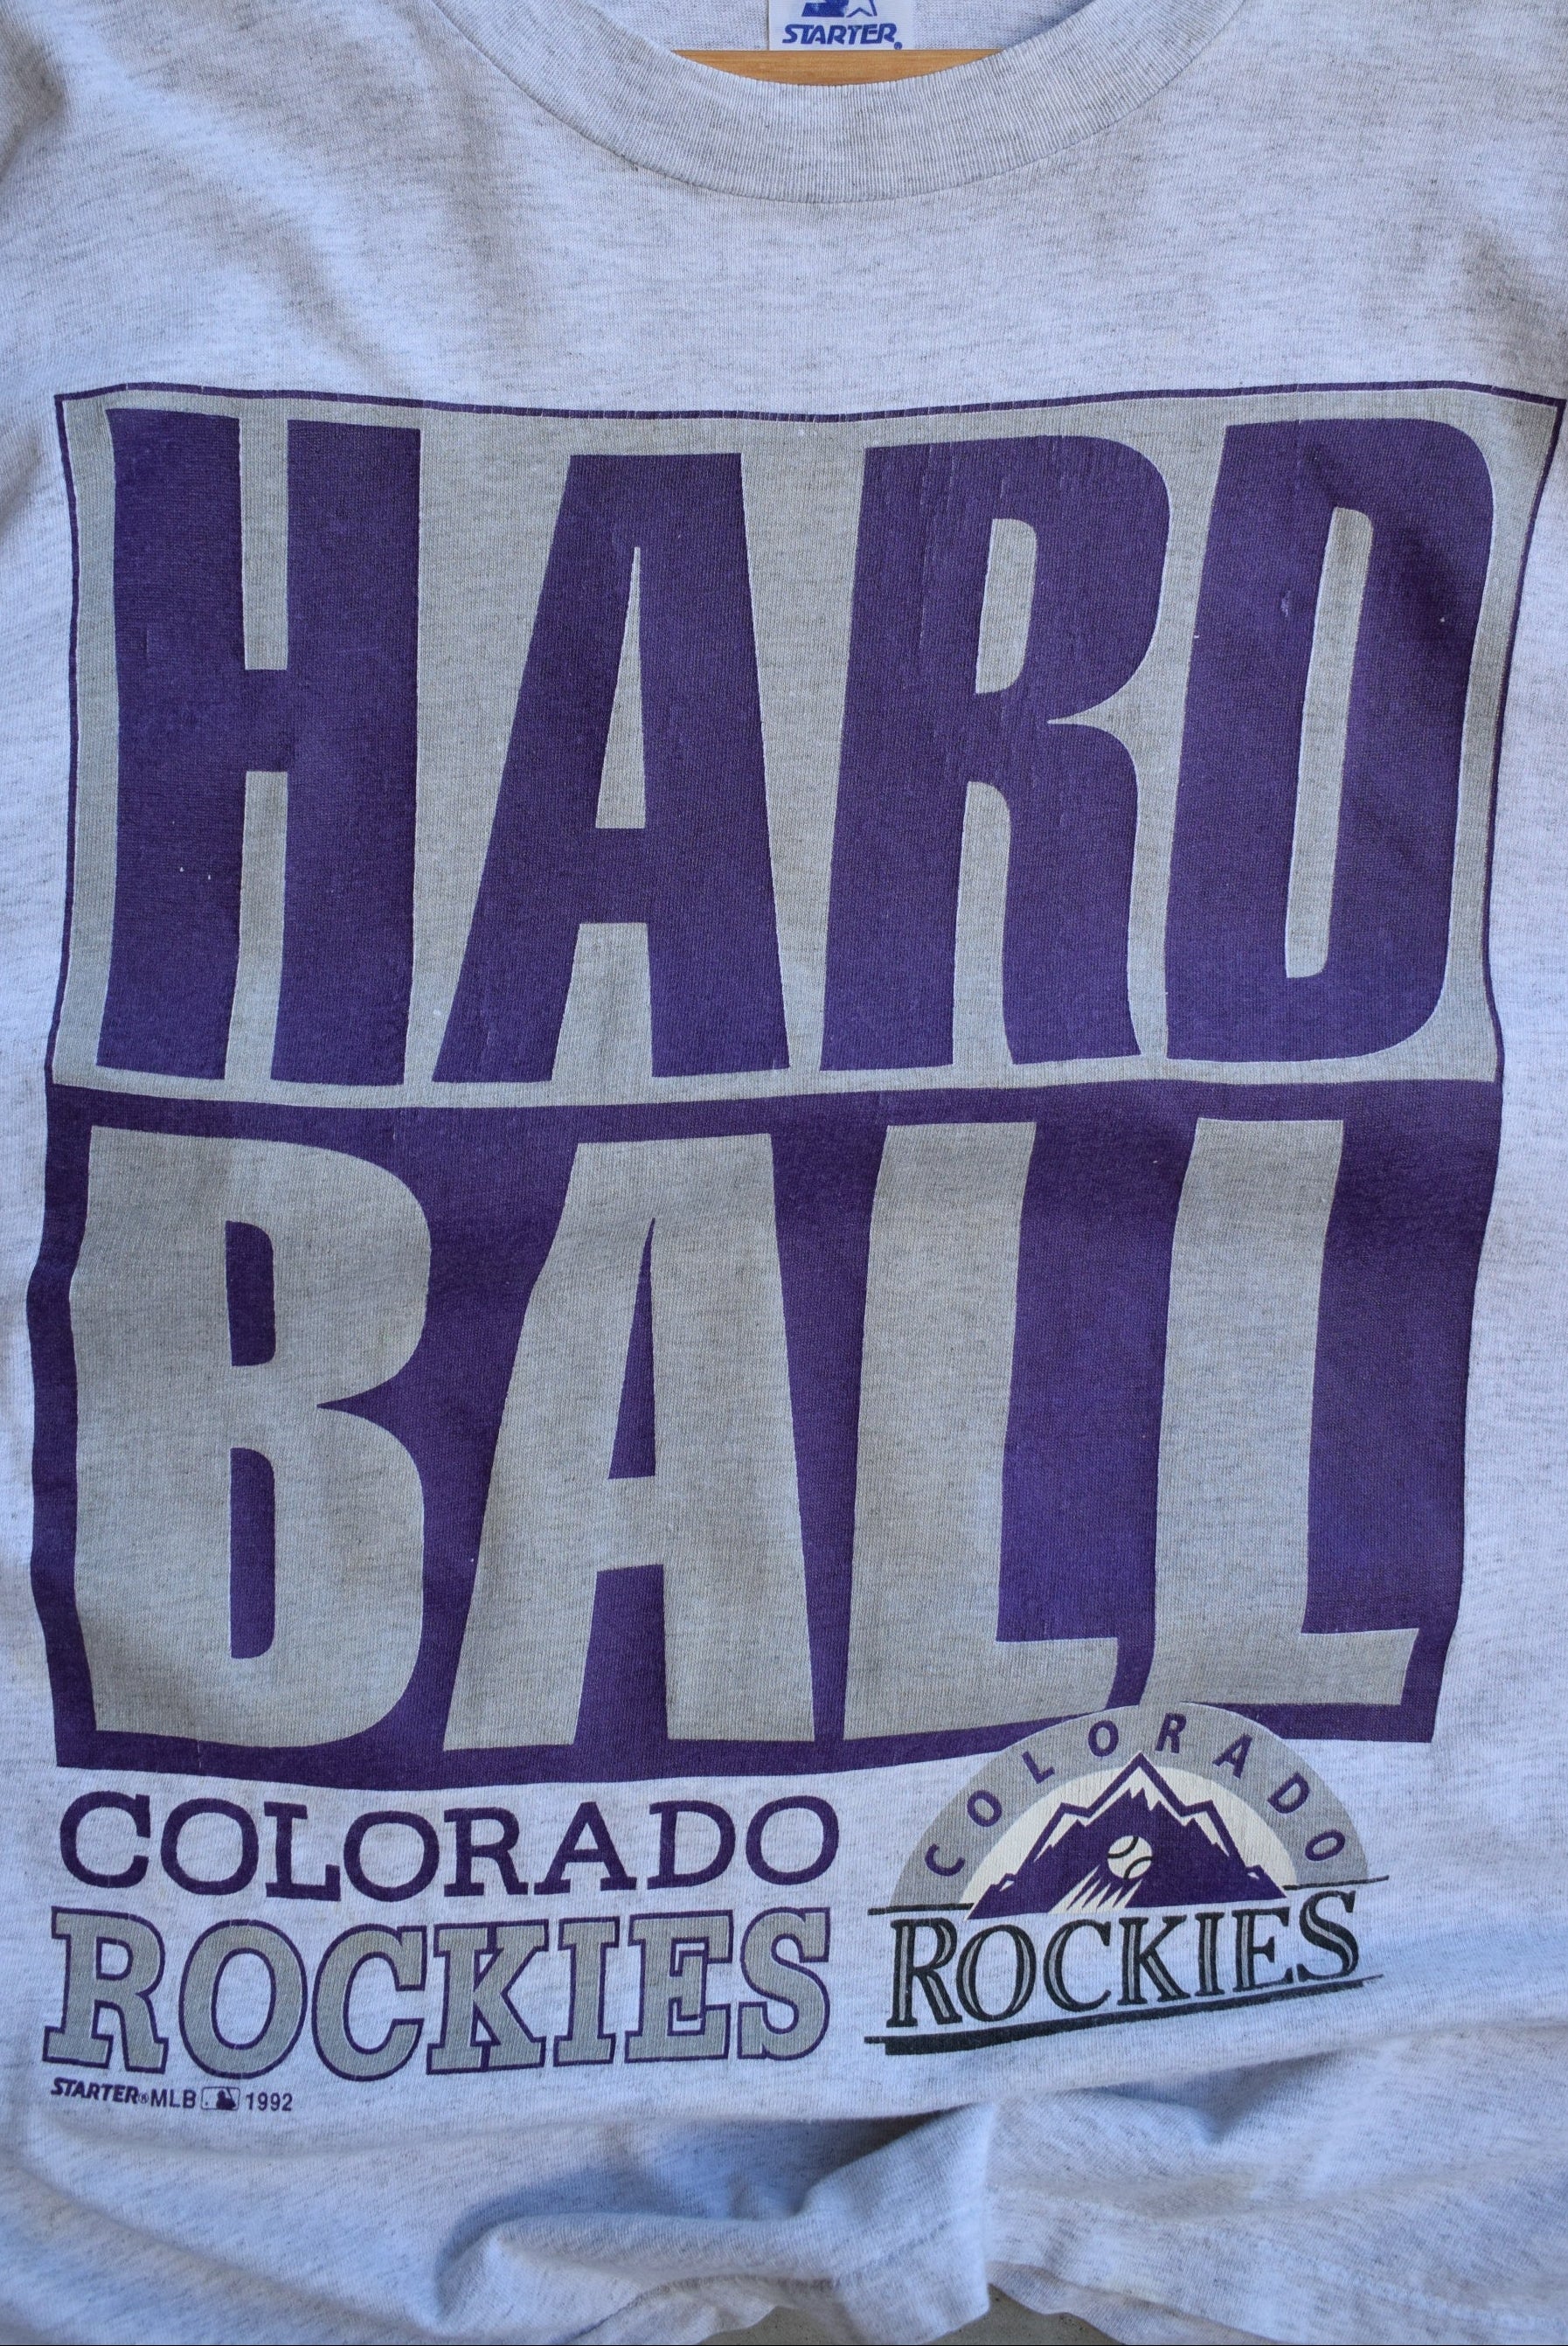 STARTER®
HARD
BALL
COLORADO
ROCKIES
COLORADO
ROCKIES
STARTER® MLB 1992